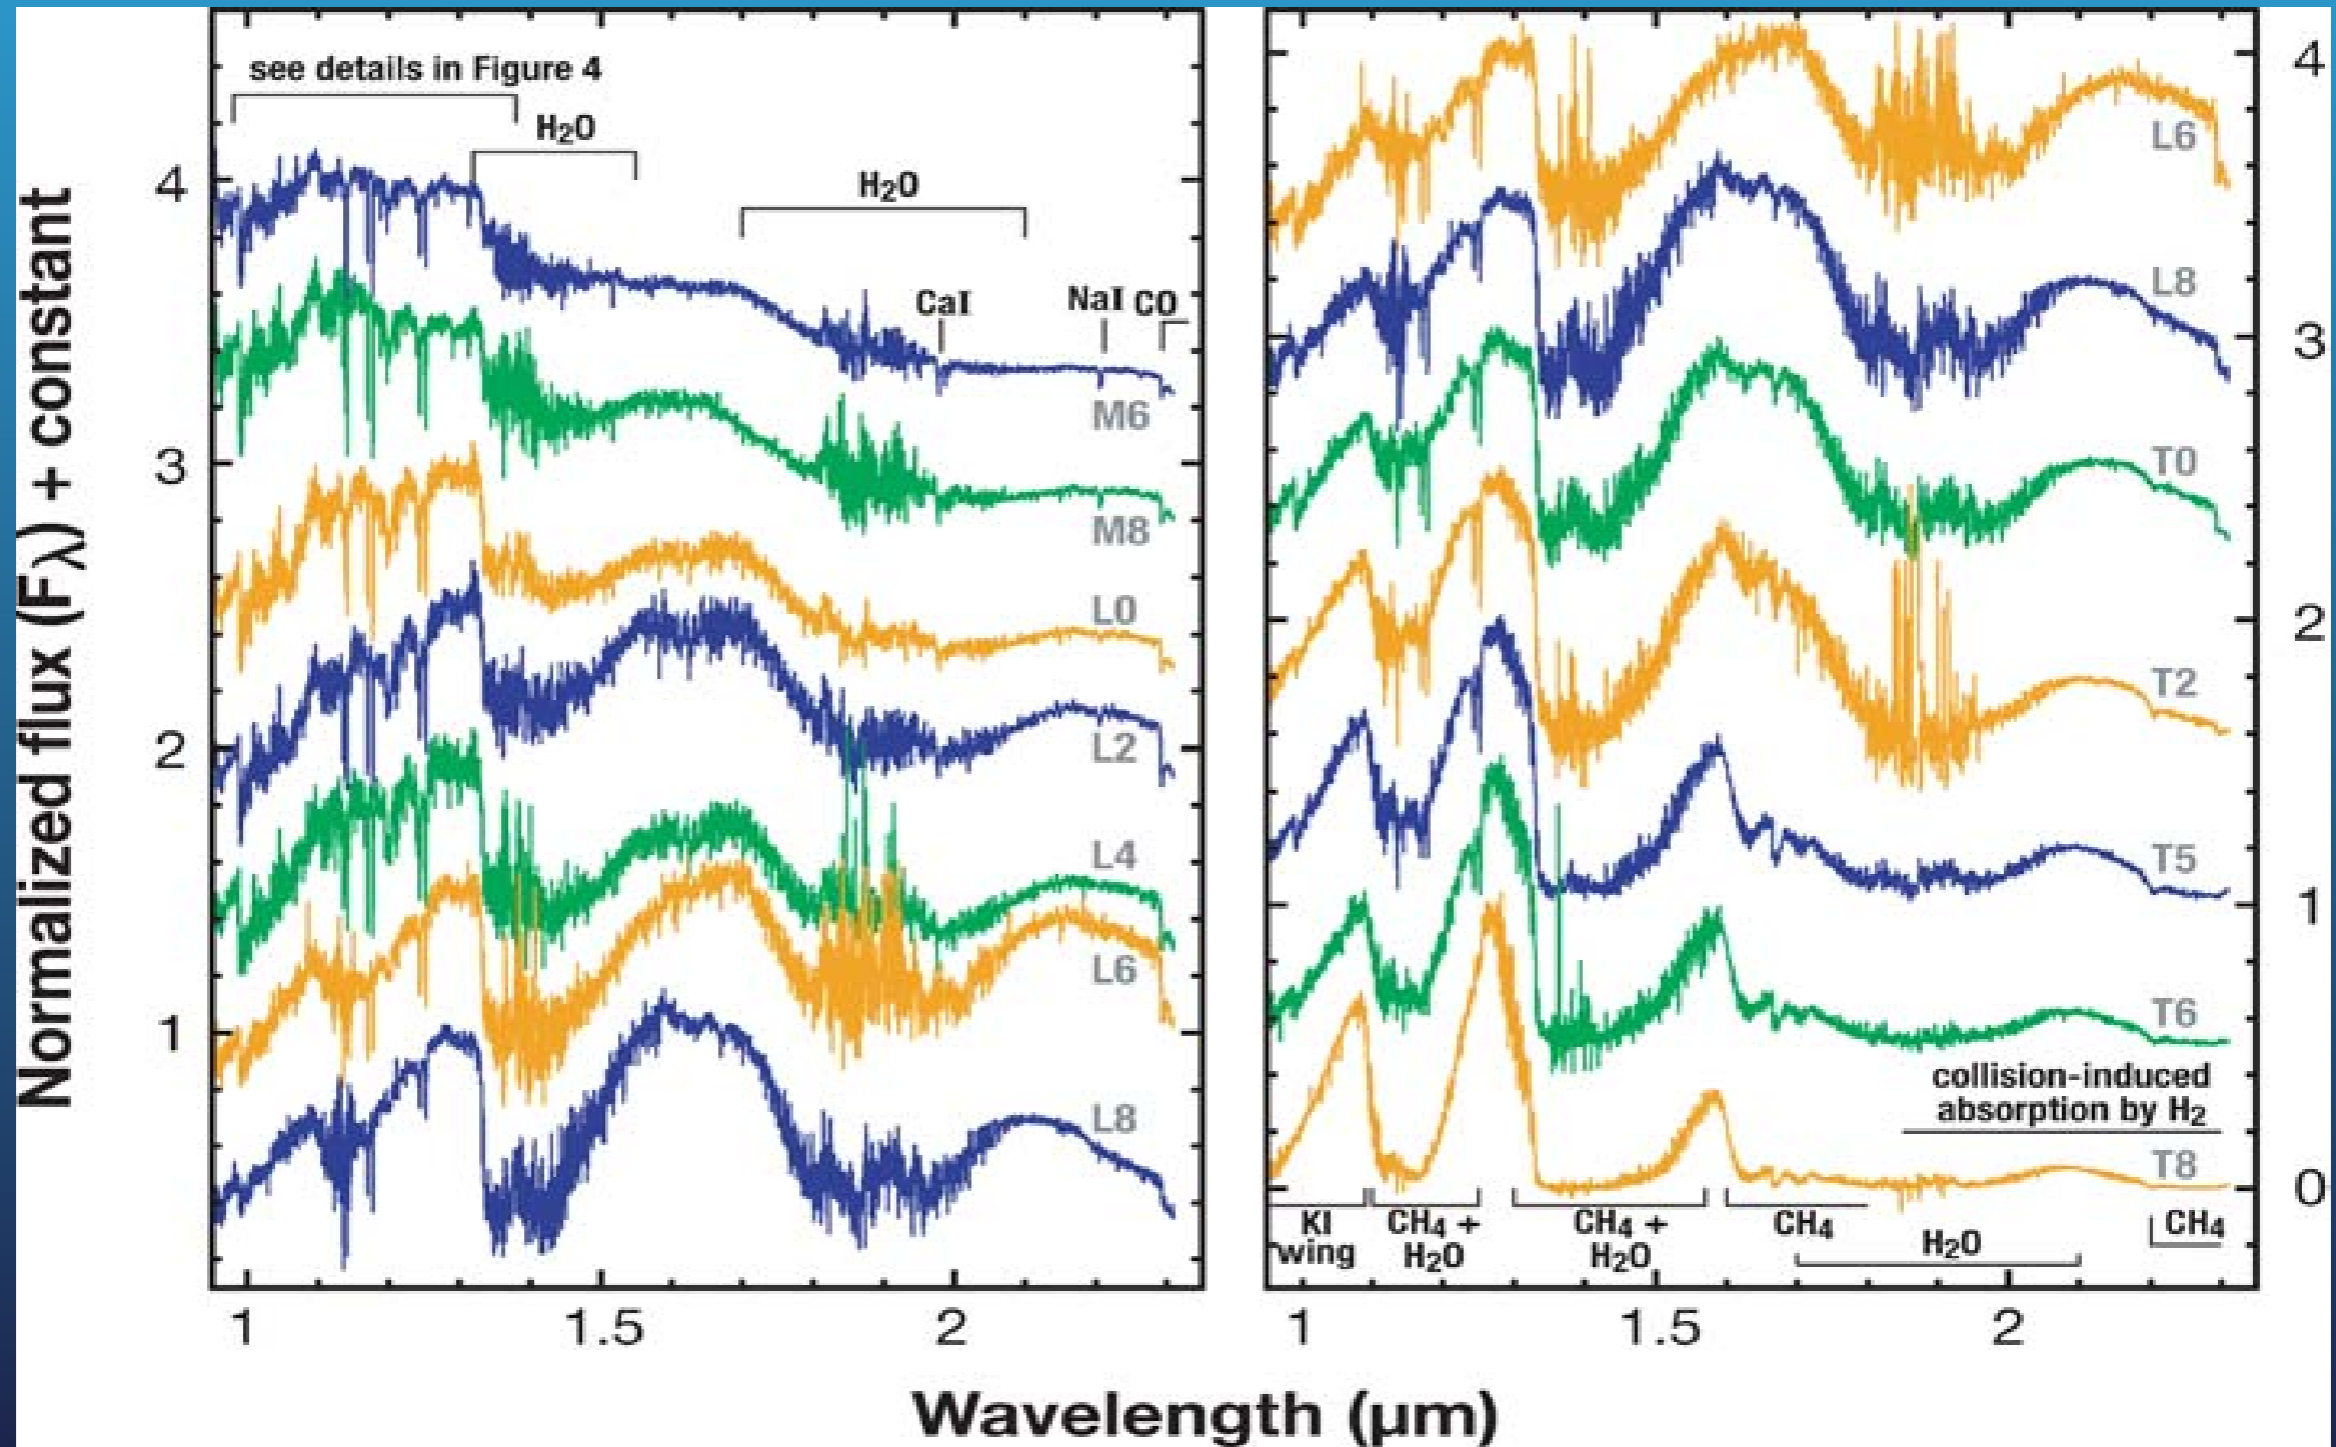 Normalized flux (Fλ) + constant
see details in Figure 4
H₂O
H₂O
CaI
NaI
CO
4
3
2
1
M6
M8
L0
L2
L4
L6
L8
1
1.5
2
L6
L8
T0
T2
T5
T6
collision-induced
absorption by H₂
T8
KI
wing
CH₄ +
H₂O
CH₄ +
H₂O
CH₄
H₂O
CH₄
4
3
2
1
0
1
1.5
2
Wavelength (μm)